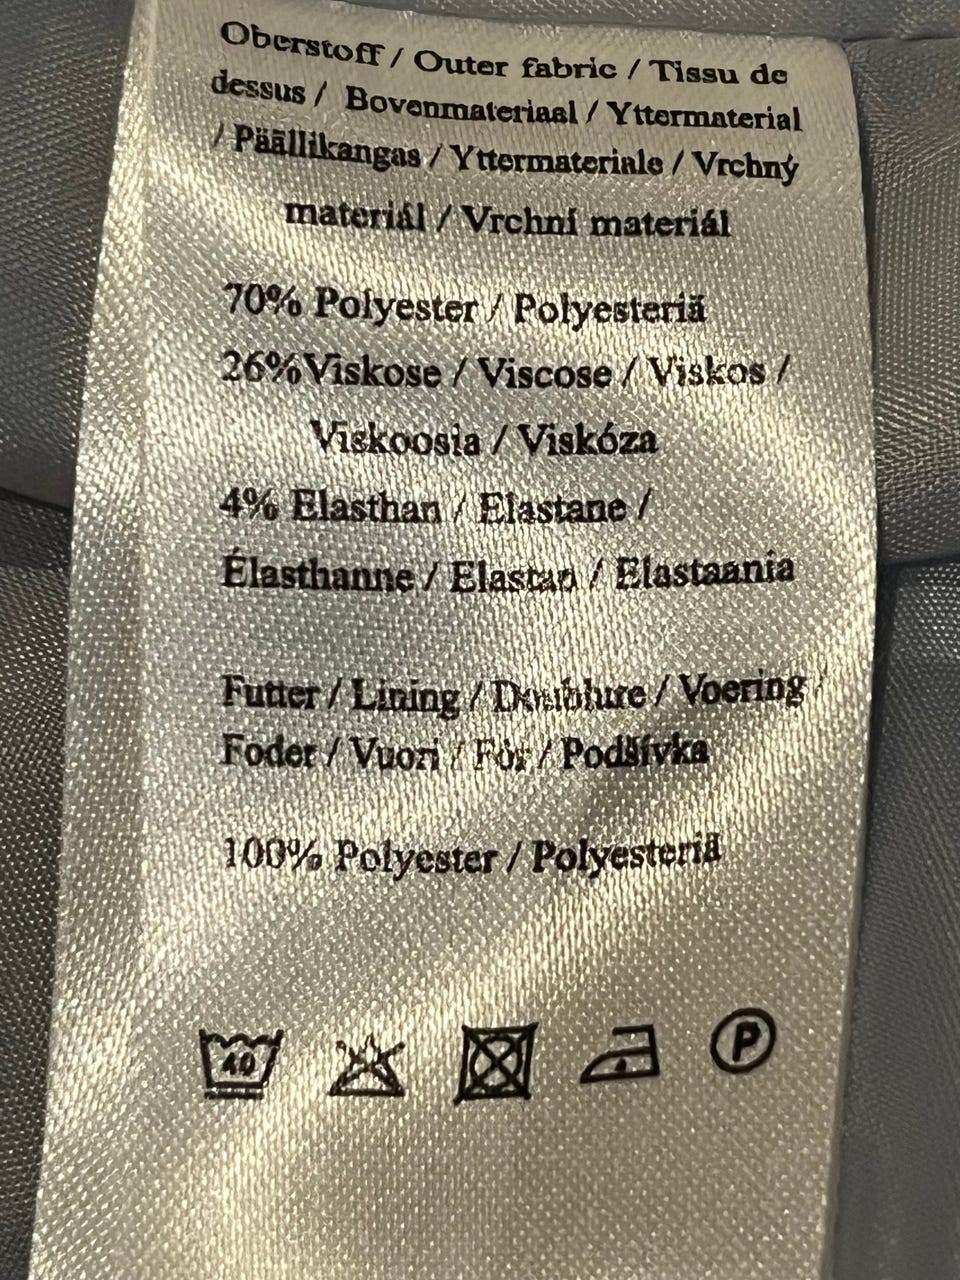 Oberstoff / Outer fabric / Tissu de
dessus / Bovenmateriaal / Yttermaterial
/ Päällikangas / Yttermateriale / Vrchný
materiál / Vrchní materiál
70% Polyester / Polyesteriä
26%Viskose / Viscose / Viskos /
Viskoosia / Viskóza
4% Elasthan / Elastane /
Élasthanne / Elastan / Elastaania
Futter / Lining / Doublure / Voering /
Foder / Vuori / Fôr / Podšívka
100% Polyester / Polyesteriä
40 P